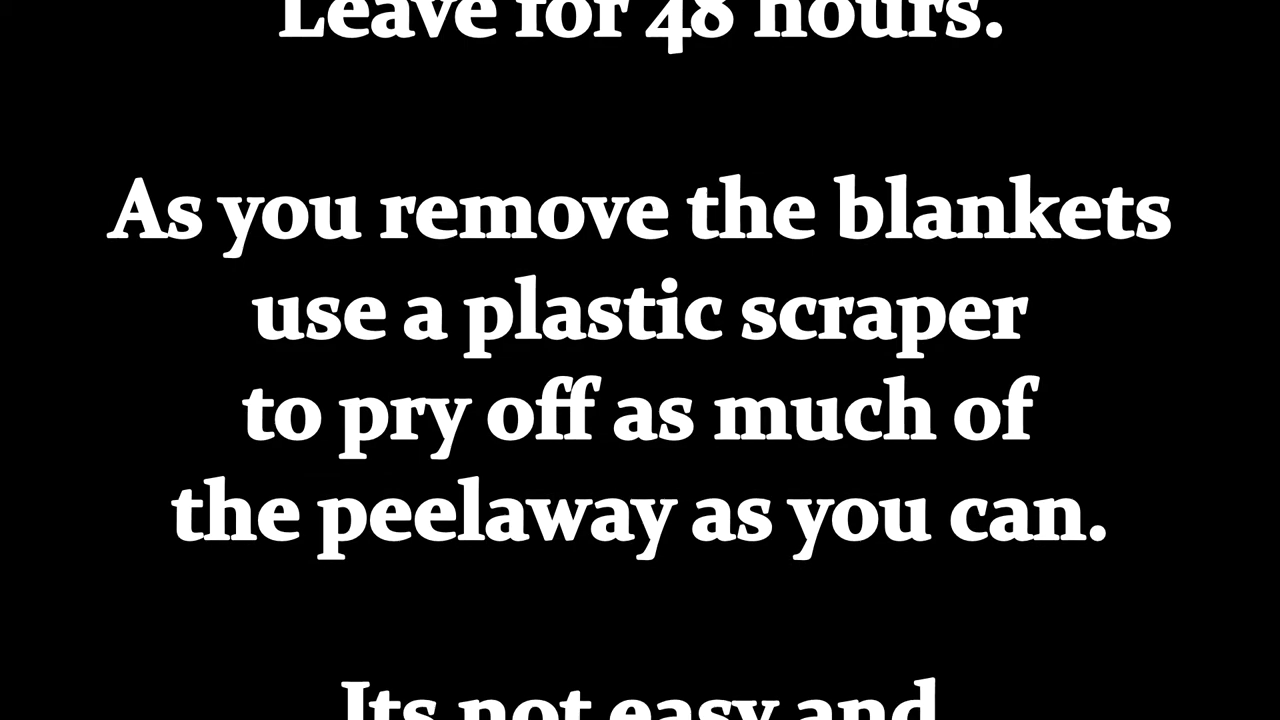 Leave for 48 hours.
As you remove the blankets
use a plastic scraper
to pry off as much of
the peelaway as you can.
Its not easy and